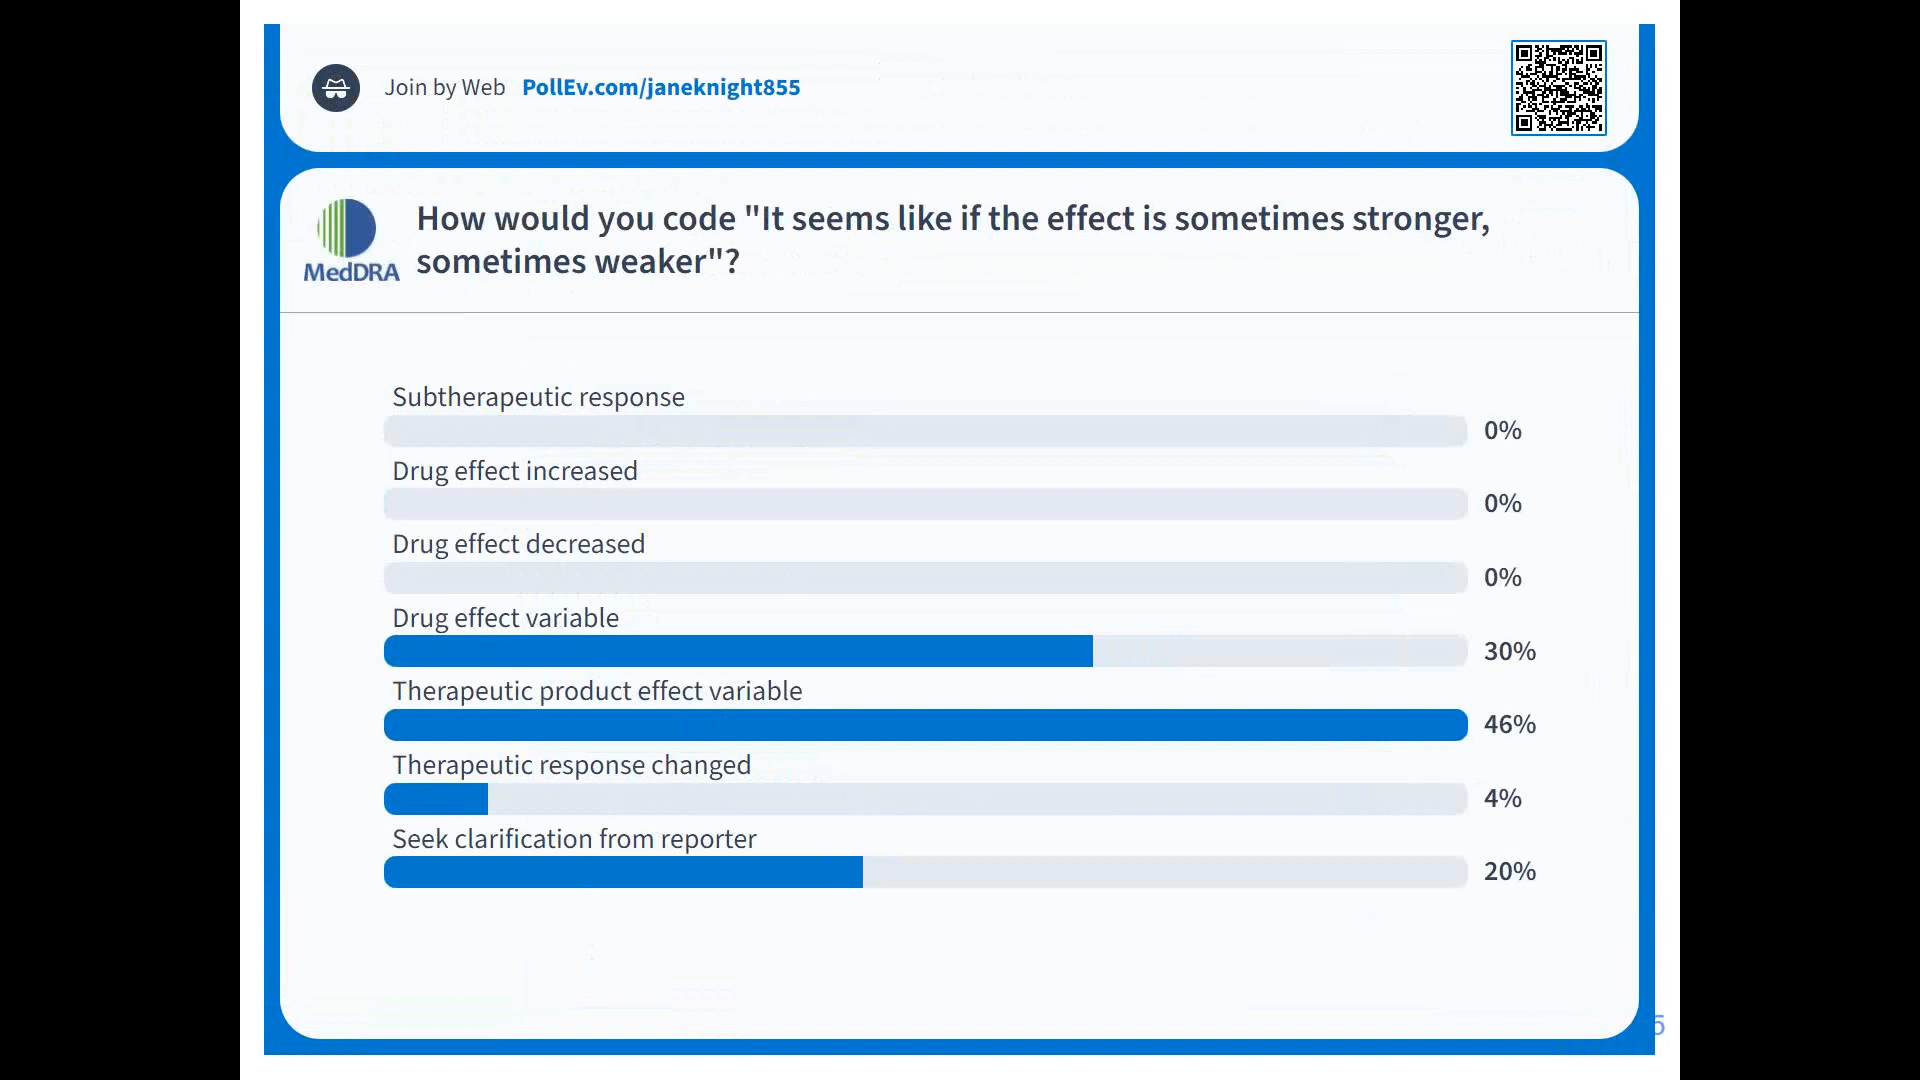 Join by Web PollEv.com/janeknight855
MedDRA
How would you code "It seems like if the effect is sometimes stronger,
sometimes weaker"?
Subtherapeutic response
0%
Drug effect increased
0%
Drug effect decreased
0%
Drug effect variable
30%
Therapeutic product effect variable
46%
Therapeutic response changed
4%
Seek clarification from reporter
20%